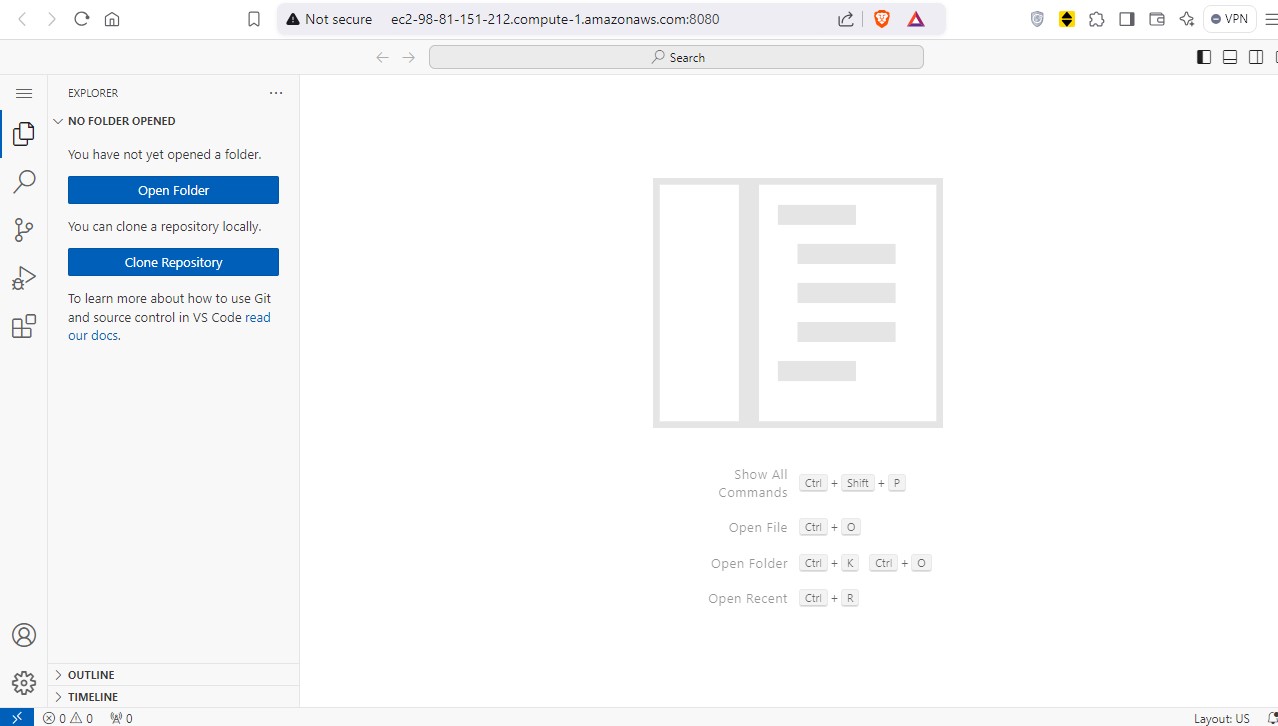 Not secure ec2-98-81-151-212.compute-1.amazonaws.com:8080 VPN
Search
EXPLORER
NO FOLDER OPENED
You have not yet opened a folder.
Open Folder
You can clone a repository locally.
Clone Repository
To learn more about how to use Git
and source control in VS Code read
our docs.
Show All
Commands Ctrl + Shift + P
Open File Ctrl + O
Open Folder Ctrl + K Ctrl + O
Open Recent Ctrl + R
OUTLINE
TIMELINE
0 0 0 Layout: US